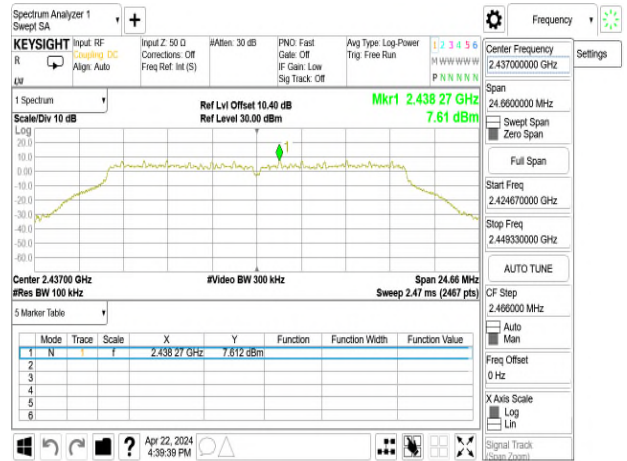 Spectrum Analyzer 1
Swept SA
Frequency
KEYSIGHT
R
Input: RF
Coupling: DC
Align: Auto
Input Z: 50 Ω
Corrections: Off
Freq Ref: Int (S)
#Atten: 30 dB
PNO: Fast
Gate: Off
IF Gain: Low
Sig Track: Off
Avg Type: Log-Power
Trig: Free Run
1 2 3 4 5 6
M W W W W W
P N N N N N
1 Spectrum
Scale/Div 10 dB
Ref Lvl Offset 10.40 dB
Ref Level 30.00 dBm
Mkr1 2.438 27 GHz
7.61 dBm
Log
20.0
10.0
0.00
-10.0
-20.0
-30.0
-40.0
-50.0
-60.0
1
Center 2.43700 GHz
#Res BW 100 kHz
#Video BW 300 kHz
Span 24.66 MHz
Sweep 2.47 ms (2467 pts)
5 Marker Table
Mode Trace Scale X Y Function Function Width Function Value
1 N 1 f 2.438 27 GHz 7.612 dBm
2
3
4
5
6
Apr 22, 2024
4:39:39 PM
Center Frequency
2.437000000 GHz
Settings
Span
24.6600000 MHz
Swept Span
Zero Span
Full Span
Start Freq
2.424670000 GHz
Stop Freq
2.449330000 GHz
AUTO TUNE
CF Step
2.466000 MHz
Auto
Man
Freq Offset
0 Hz
X Axis Scale
Log
Lin
Signal Track
(Span Zoom)